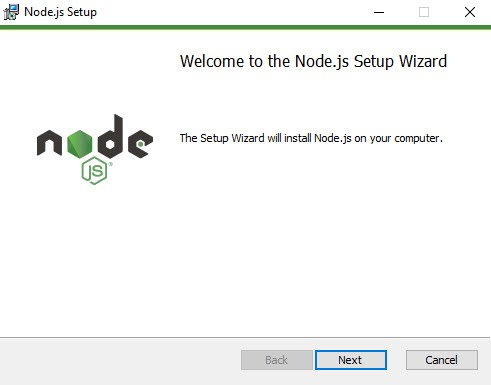 Node.js Setup
Welcome to the Node.js Setup Wizard
The Setup Wizard will install Node.js on your computer.
node
JS®
Back Next Cancel